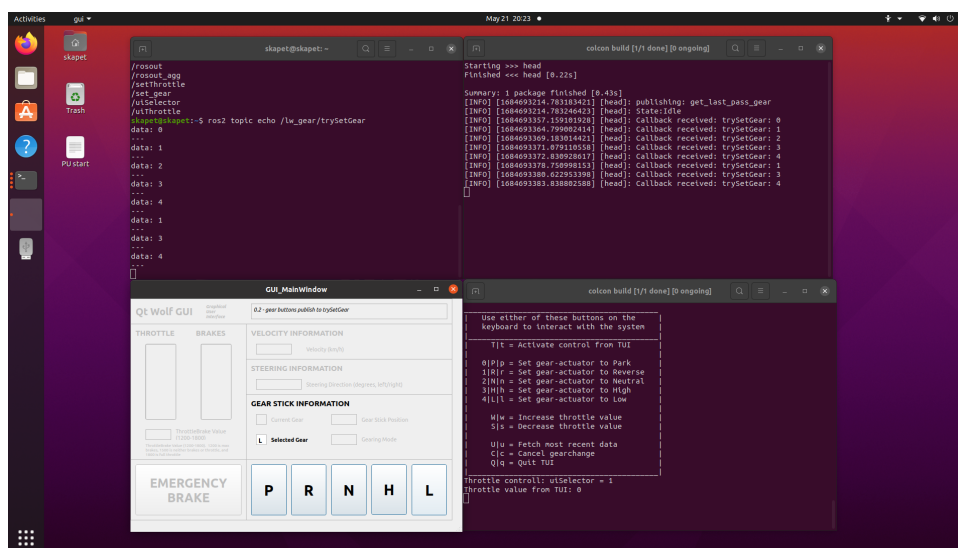 Activities
gui
May 21 20:23
skapet
Trash
PU start
skapet@skapet: ~
/rosout
/rosout_agg
/setThrottle
/set_gear
/uiSelector
/uiThrottle
skapet@skapet:~$ ros2 topic echo /lw_gear/trySetGear
data: 0
---
data: 1
---
data: 2
---
data: 3
---
data: 4
---
data: 1
---
data: 3
---
data: 4
---
colcon build [1/1 done] [0 ongoing]
Starting >>> head
Finished <<< head [0.22s]
Summary: 1 package finished [0.43s]
[INFO] [1684693214.783183421] [head]: publishing: get_last_pass_gear
[INFO] [1684693214.783246423] [head]: State:Idle
[INFO] [1684693357.159101928] [head]: Callback received: trySetGear: 0
[INFO] [1684693364.799002414] [head]: Callback received: trySetGear: 1
[INFO] [1684693369.183014421] [head]: Callback received: trySetGear: 2
[INFO] [1684693371.079110558] [head]: Callback received: trySetGear: 3
[INFO] [1684693372.830928617] [head]: Callback received: trySetGear: 4
[INFO] [1684693378.750998153] [head]: Callback received: trySetGear: 1
[INFO] [1684693380.622953398] [head]: Callback received: trySetGear: 3
[INFO] [1684693383.838802588] [head]: Callback received: trySetGear: 4
GUI_MainWindow
Qt Wolf GUI
0.2 - gear buttons publish to trySetGear
THROTTLE BRAKES
VELOCITY INFORMATION
Velocity (km/h)
STEERING INFORMATION
Steering Direction (degrees, left/right)
GEAR STICK INFORMATION
Current Gear
Gear Stick Position
L Selected Gear
Gearing Mode
Throttle/Brake Value
EMERGENCY
BRAKE
P R N H L
colcon build [1/1 done] [0 ongoing]
| Use either of these buttons on the |
| keyboard to interact with the system |
| T|t = Activate control from TUI |
| 0|P|p = Set gear-actuator to Park |
| 1|R|r = Set gear-actuator to Reverse |
| 2|N|n = Set gear-actuator to Neutral |
| 3|H|h = Set gear-actuator to High |
| 4|L|l = Set gear-actuator to Low |
| W|w = Increase throttle value |
| S|s = Decrease throttle value |
| U|u = Fetch most recent data |
| C|c = Cancel gearchange |
| Q|q = Quit TUI |
Throttle controll: uiSelector = 1
Throttle value from TUI: 0